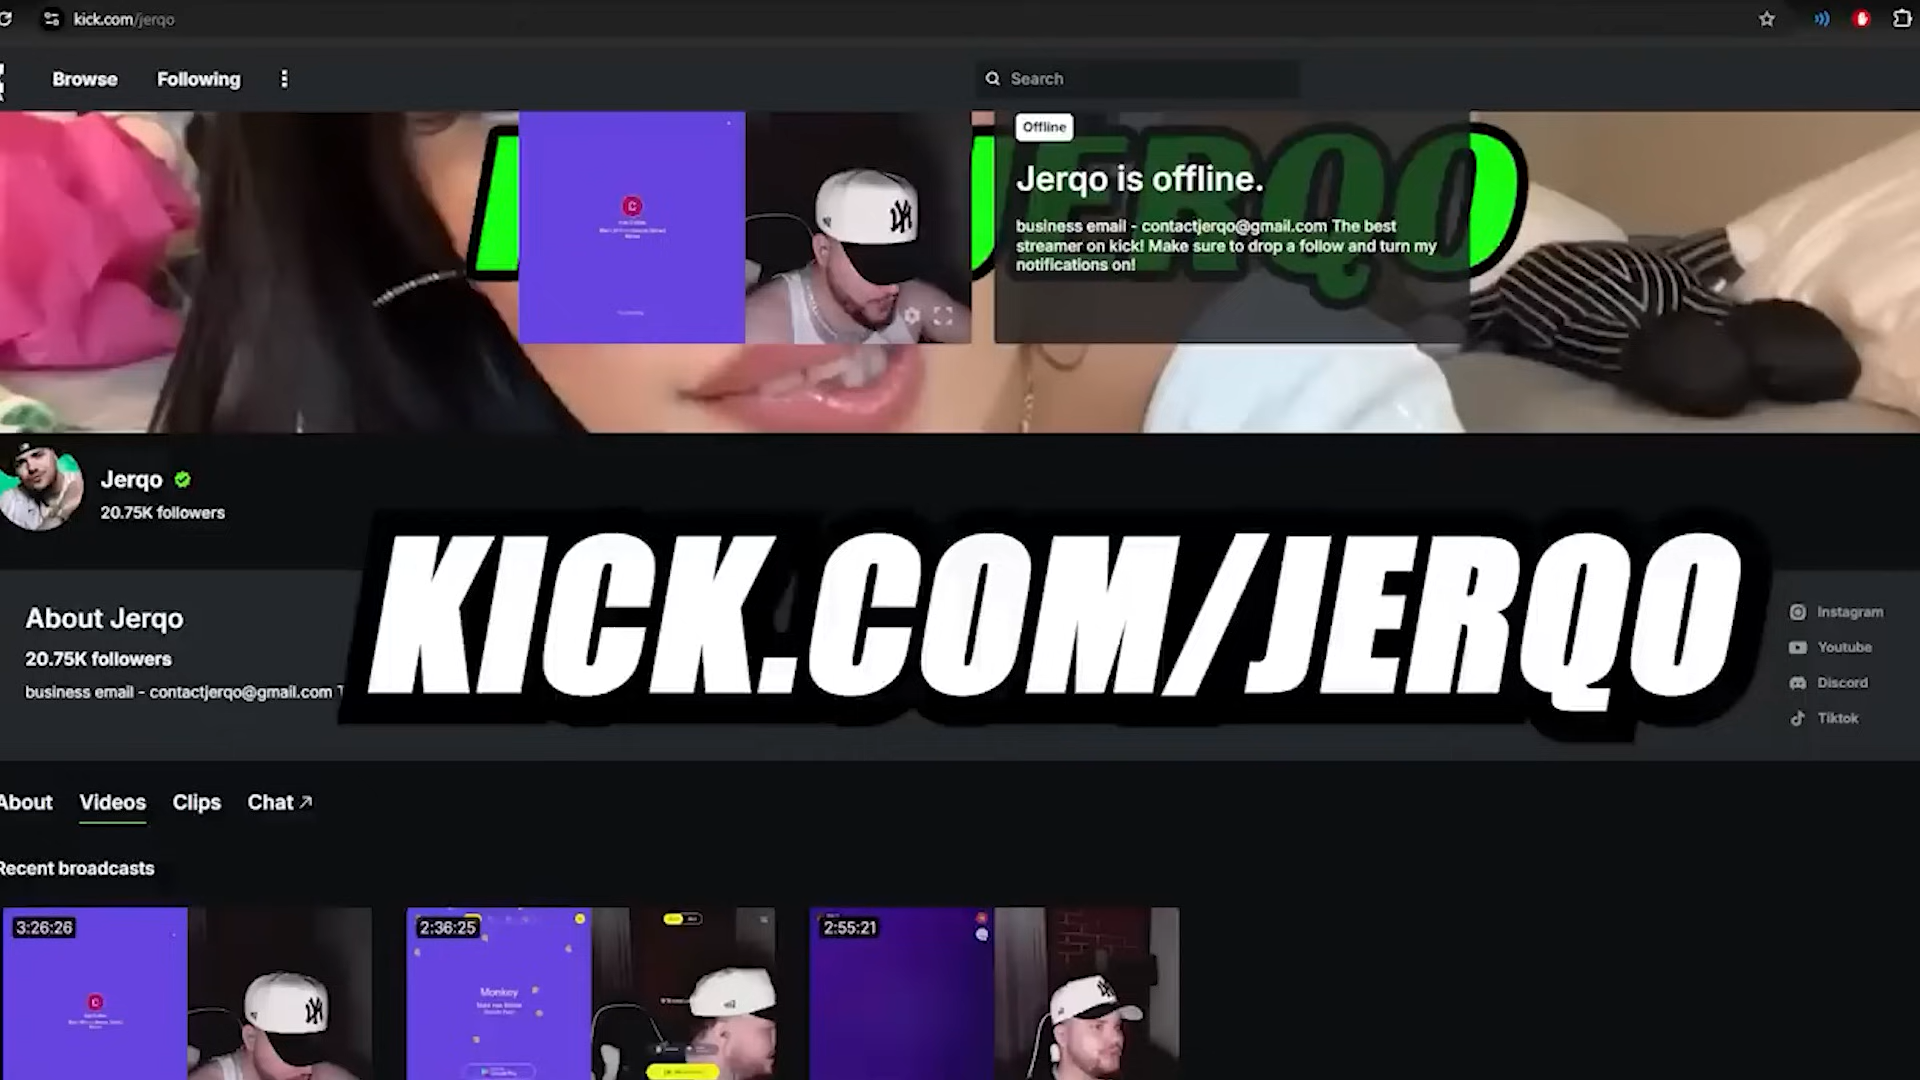 kick.com/jerqo
Browse
Following
Search
Offline
JERQO
Jerqo is offline.
business email - contactjerqo@gmail.com The best
streamer on kick! Make sure to drop a follow and turn my
notifications on!
Jerqo
20.75K followers
KICK.COM/JERQO
About Jerqo
20.75K followers
business email - contactjerqo@gmail.com T
Instagram
Youtube
Discord
Tiktok
About
Videos
Clips
Chat
Recent broadcasts
3:26:26
2:36:25
2:55:21
Monkey